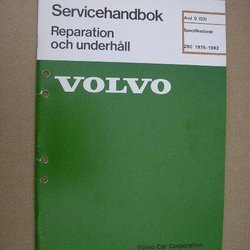 Servicehandbok
Reparation
och underhåll
Avd 0 (03)
Specifikationer
260 1975-1982
VOLVO
Volvo Car Corporation